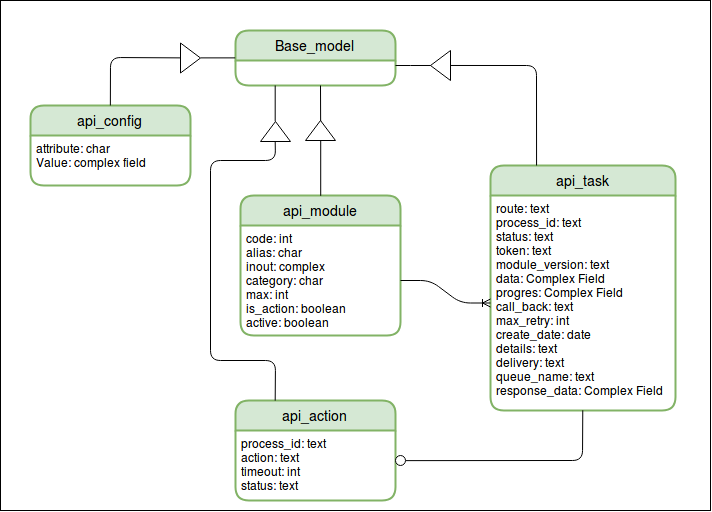 Base_model
api_config
attribute: char
Value: complex field
api_module
code: int
alias: char
inout: complex
category: char
max: int
is_action: boolean
active: boolean
api_task
route: text
process_id: text
status: text
token: text
module_version: text
data: Complex Field
progres: Complex Field
call_back: text
max_retry: int
create_date: date
details: text
delivery: text
queue_name: text
response_data: Complex Field
api_action
process_id: text
action: text
timeout: int
status: text